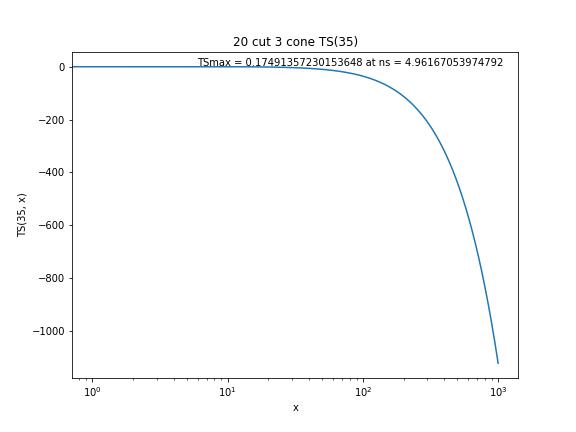 20 cut 3 cone TS(35)
TSmax = 0.17491357230153648 at ns = 4.96167053974792
0
−200
−400
−600
−800
−1000
TS(35, x)
10⁰
10¹
10²
10³
x